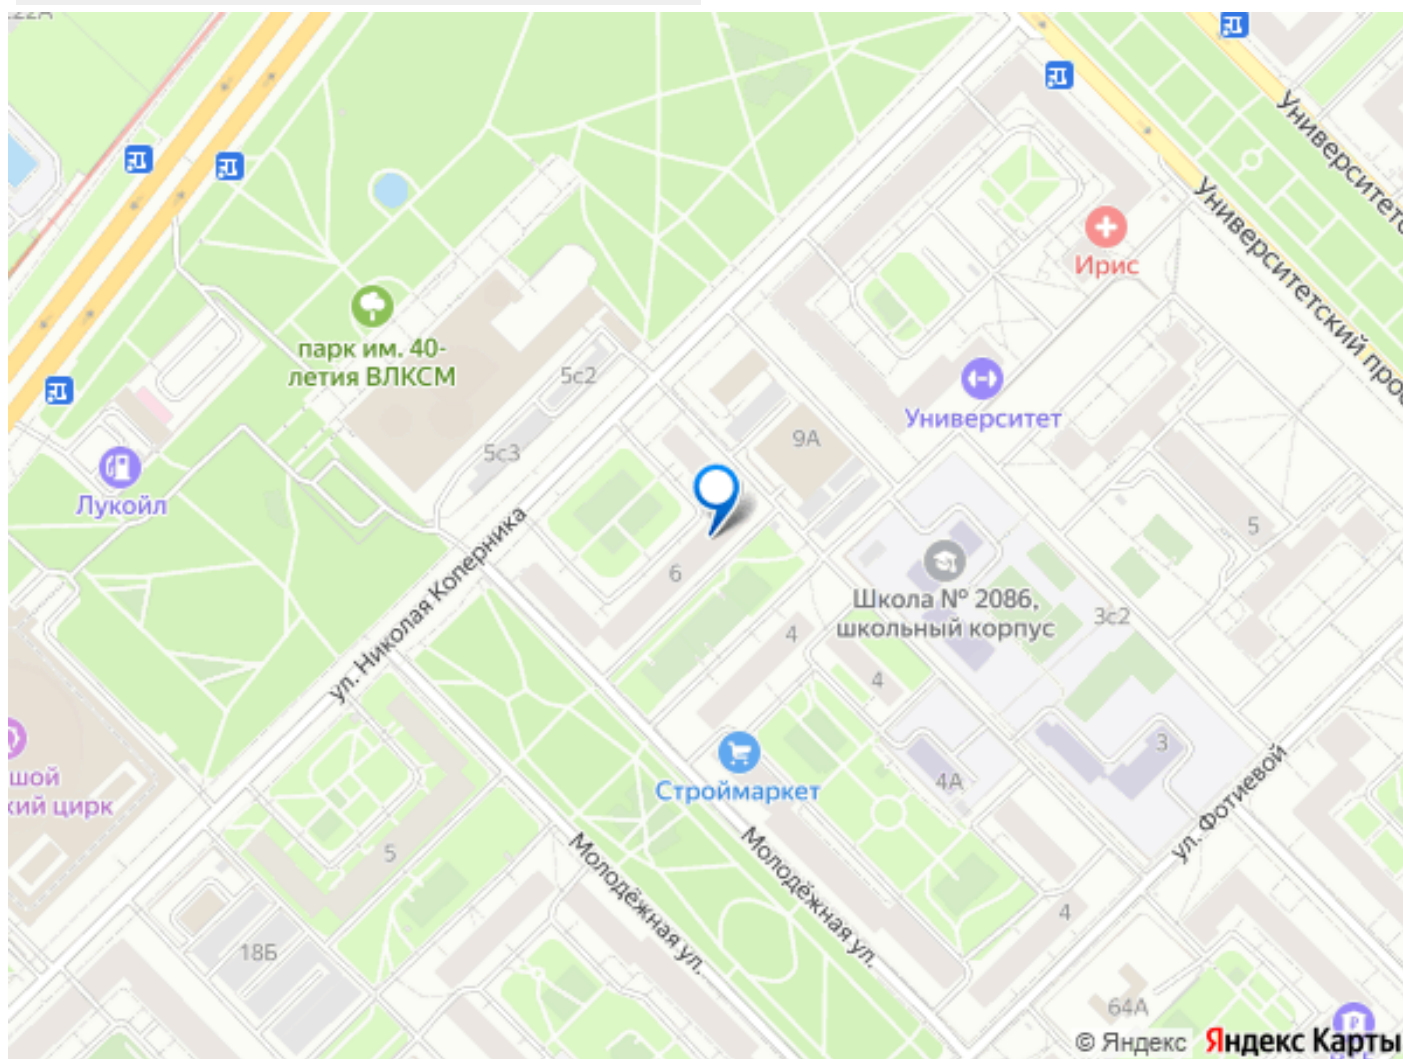 Университетс
Университетский прос
Ирис
парк им. 40-
летия ВЛКСМ
5с2
Университет
9А
5с3
Лукойл
ул. Николая Коперника
5
6
Школа № 2086,
школьный корпус
3с2
4
4
3
шой
кий цирк
Строймаркет
4А
ул. Фотиевой
5
Молодёжная ул.
Молодёжная ул.
4
18Б
64А
© Яндекс Яндекс Карты